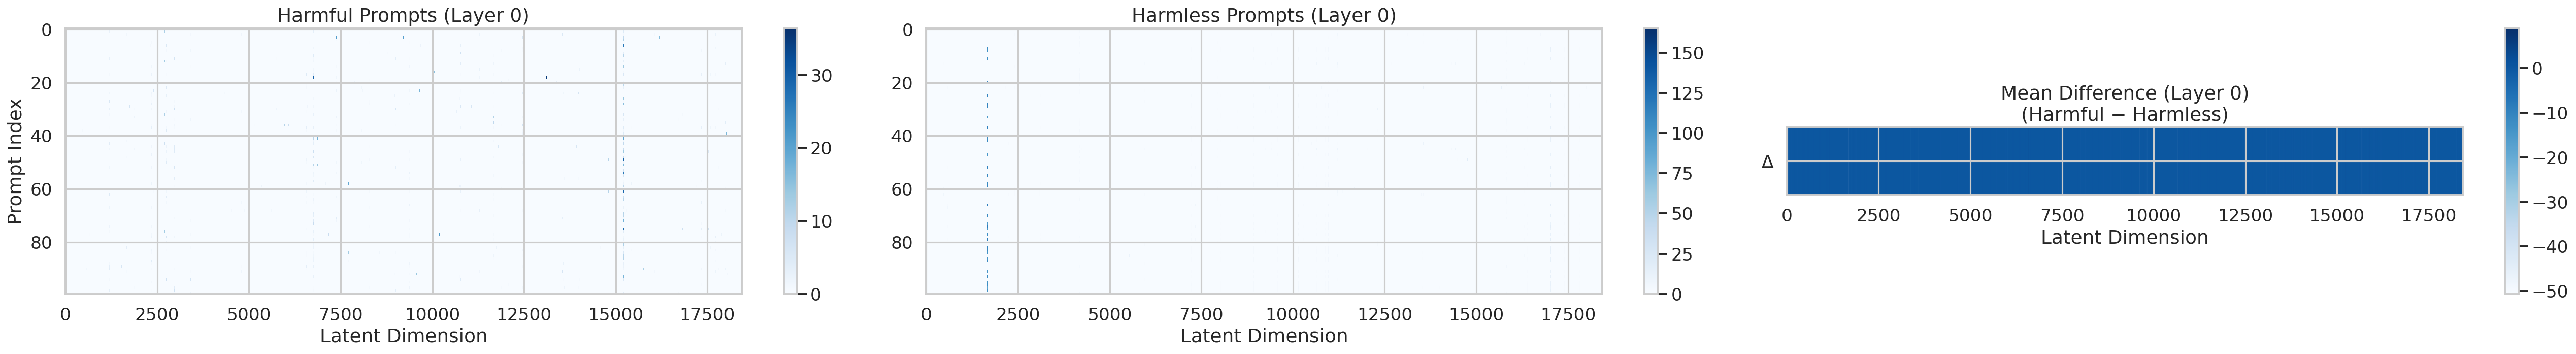 Harmful Prompts (Layer 0)
Prompt Index
0
20
40
60
80
0 2500 5000 7500 10000 12500 15000 17500
Latent Dimension
30
20
10
0
Harmless Prompts (Layer 0)
0
20
40
60
80
0 2500 5000 7500 10000 12500 15000 17500
Latent Dimension
150
125
100
75
50
25
0
Mean Difference (Layer 0)
(Harmful − Harmless)
Δ
0 2500 5000 7500 10000 12500 15000 17500
Latent Dimension
0
−10
−20
−30
−40
−50